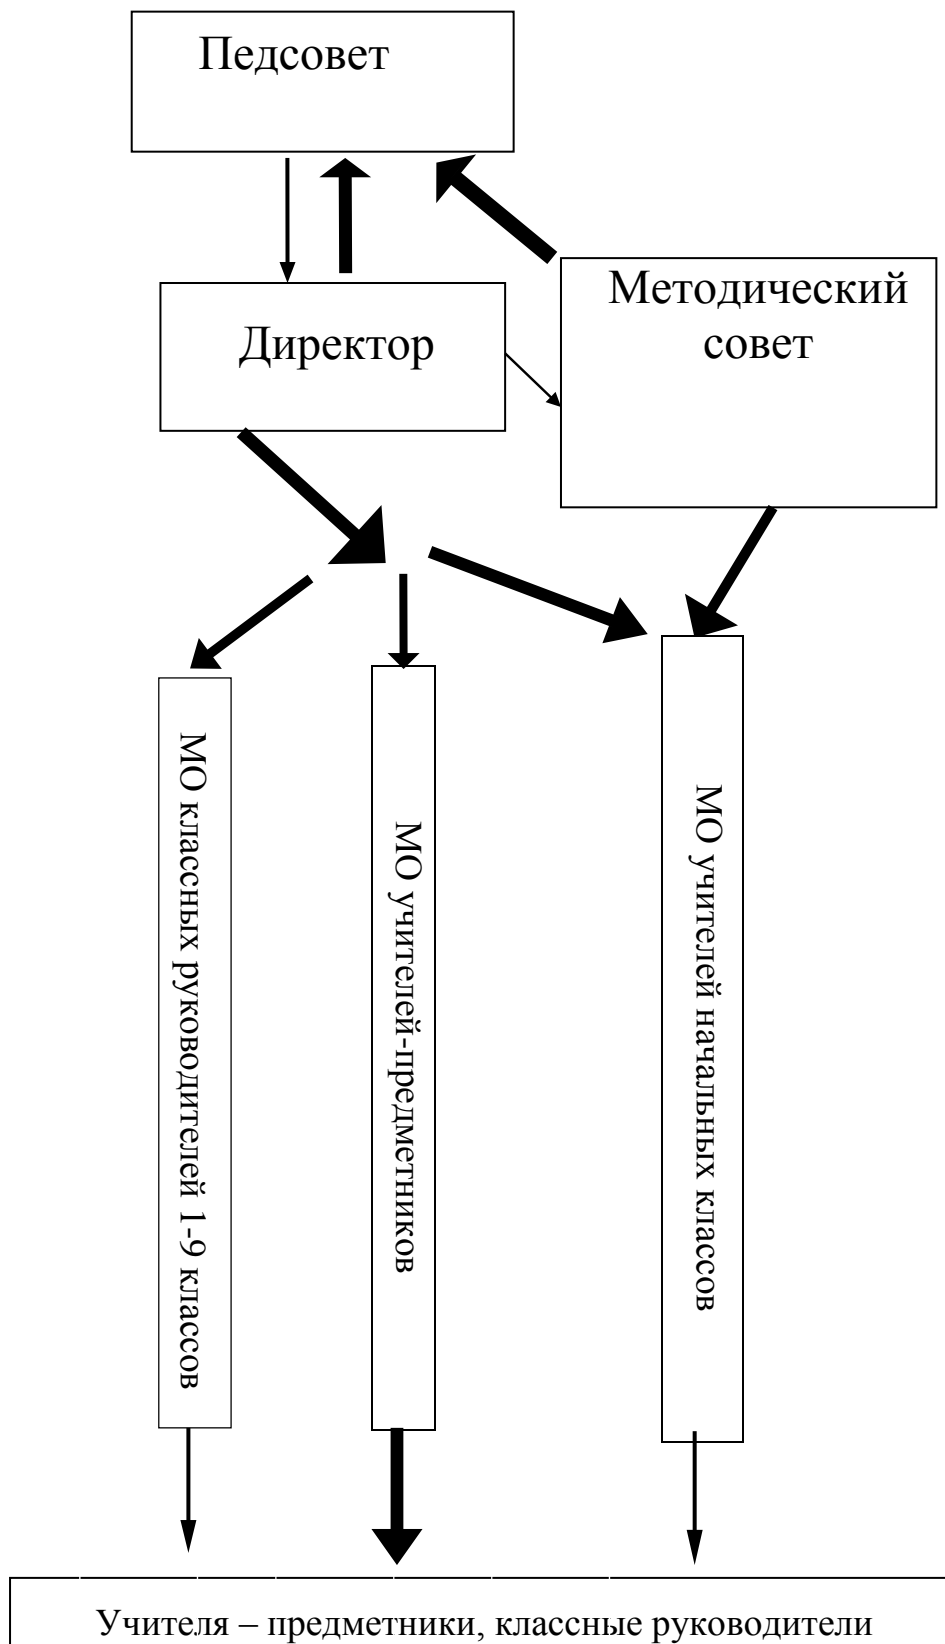 Педсовет
Директор
Методический
совет
МО классных руководителей 1-9 классов
МО учителей-предметников
МО учителей начальных классов
Учителя – предметники, классные руководители